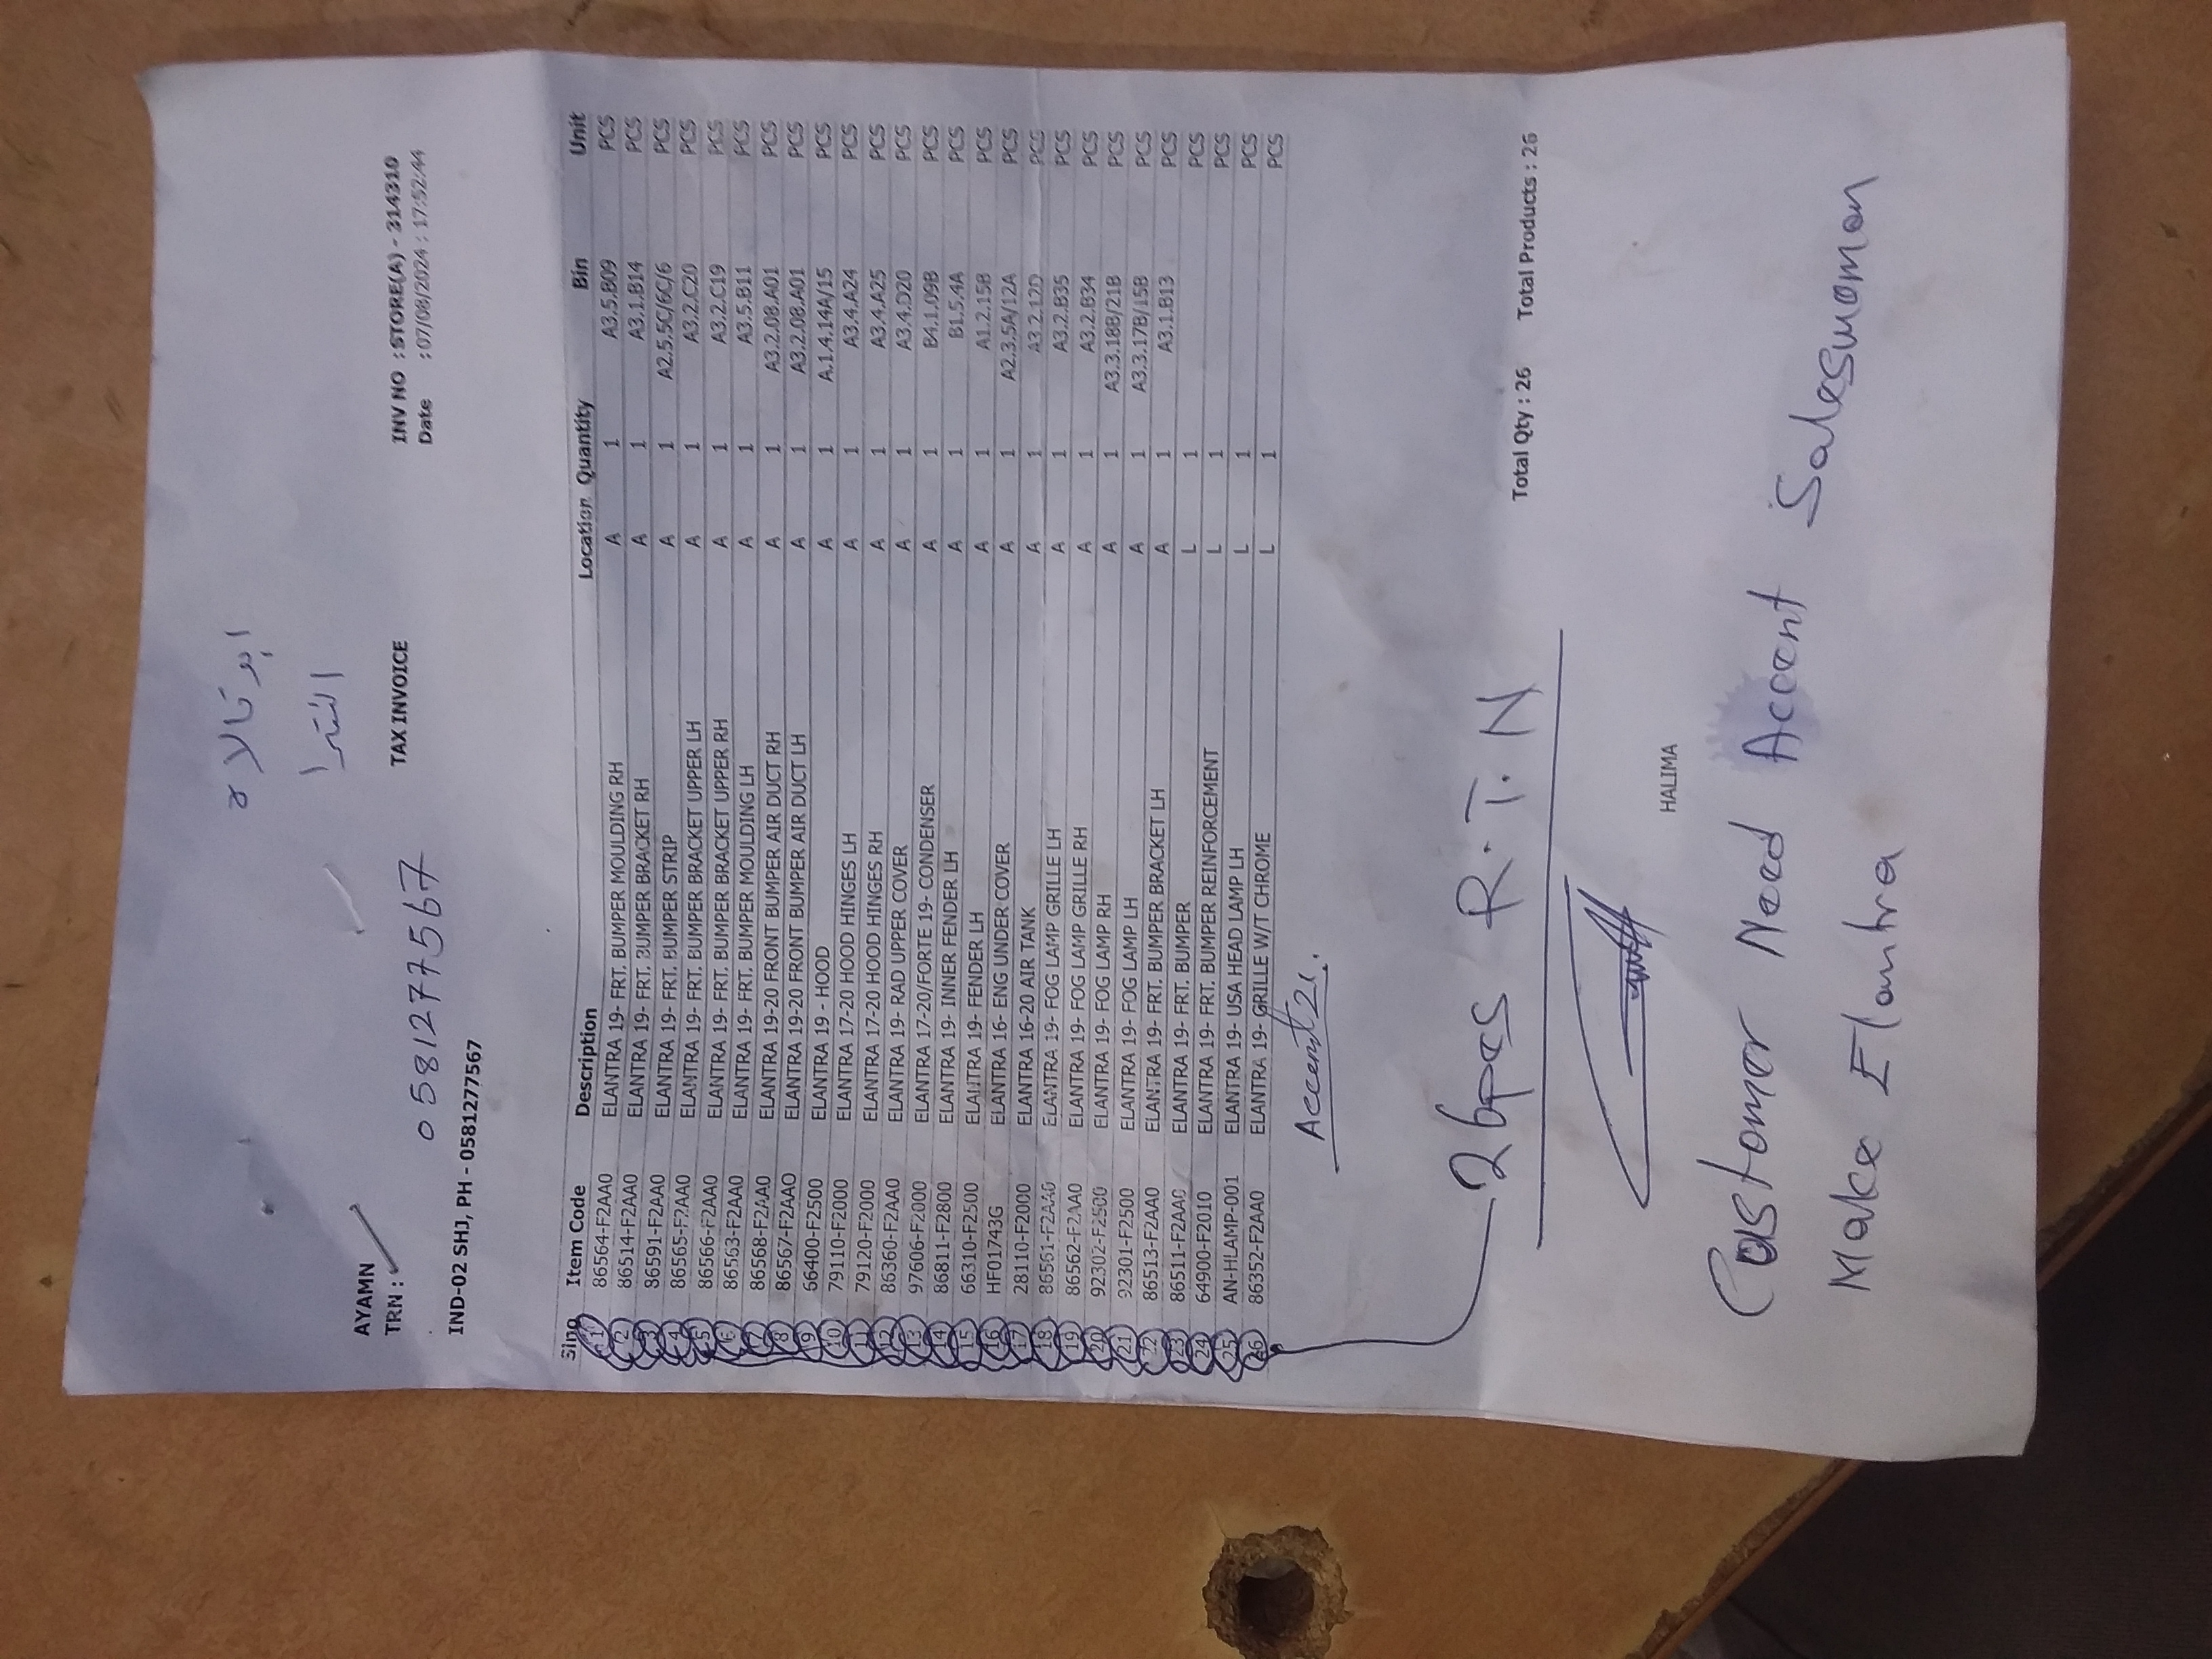 ابو تالا ة
التترا
AYAMN TAX INVOICE INV NO : STORE(A) - 314310
TRN : 0581277567 Date : 07/08/2024 : 17:52:44
IND-02 SHJ, PH - 0581277567
Slno Item Code Description Location Quantity Bin Unit
1 86564-F2AA0 ELANTRA 19- FRT. BUMPER MOULDING RH A 1 A3.5.B09 PCS
2 86514-F2AA0 ELANTRA 19- FRT. BUMPER BRACKET RH A 1 A3.1.B14 PCS
3 86591-F2AA0 ELANTRA 19- FRT. BUMPER STRIP A 1 A2.5.5C/6C/6 PCS
4 86565-F2AA0 ELANTRA 19- FRT. BUMPER BRACKET UPPER LH A 1 A3.2.C20 PCS
5 86566-F2AA0 ELANTRA 19- FRT. BUMPER BRACKET UPPER RH A 1 A3.2.C19 PCS
6 86563-F2AA0 ELANTRA 19- FRT. BUMPER MOULDING LH A 1 A3.5.B11 PCS
7 86568-F2AA0 ELANTRA 19-20 FRONT BUMPER AIR DUCT RH A 1 A3.2.08.A01 PCS
8 86567-F2AA0 ELANTRA 19-20 FRONT BUMPER AIR DUCT LH A 1 A3.2.08.A01 PCS
9 66400-F2500 ELANTRA 19 - HOOD A 1 A.1.4.14A/15 PCS
10 79110-F2000 ELANTRA 17-20 HOOD HINGES LH A 1 A3.4.A24 PCS
11 79120-F2000 ELANTRA 17-20 HOOD HINGES RH A 1 A3.4.A25 PCS
12 86360-F2AA0 ELANTRA 19- RAD UPPER COVER A 1 A3.4.D20 PCS
13 97606-F2000 ELANTRA 17-20/FORTE 19- CONDENSER A 1 B4.1.09B PCS
14 86811-F2800 ELANTRA 19- INNER FENDER LH A 1 B1.5.4A PCS
15 66310-F2500 ELANTRA 19- FENDER LH A 1 A1.2.15B PCS
16 HF01743G ELANTRA 16- ENG UNDER COVER A 1 A2.3.5A/12A PCS
17 28110-F2000 ELANTRA 16-20 AIR TANK A 1 A3.2.12D PCS
18 86561-F2AA0 ELANTRA 19- FOG LAMP GRILLE LH A 1 A3.2.B35 PCS
19 86562-F2AA0 ELANTRA 19- FOG LAMP GRILLE RH A 1 A3.2.B34 PCS
20 92302-F2500 ELANTRA 19- FOG LAMP RH A 1 A3.3.18B/21B PCS
21 92301-F2500 ELANTRA 19- FOG LAMP LH A 1 A3.3.17B/15B PCS
22 86513-F2AA0 ELANTRA 19- FRT. BUMPER BRACKET LH A 1 A3.1.B13 PCS
23 86511-F2AA0 ELANTRA 19- FRT. BUMPER L 1 PCS
24 64900-F2010 ELANTRA 19- FRT. BUMPER REINFORCEMENT L 1 PCS
25 AN-HLAMP-001 ELANTRA 19- USA HEAD LAMP LH L 1 PCS
26 86352-F2AA0 ELANTRA 19- GRILLE W/T CHROME L 1 PCS
Accent 21.
26pcs R.T.N
Total Qty : 26 Total Products : 26
HALIMA
Customer Need Accent Saleswoman
Make Elantra